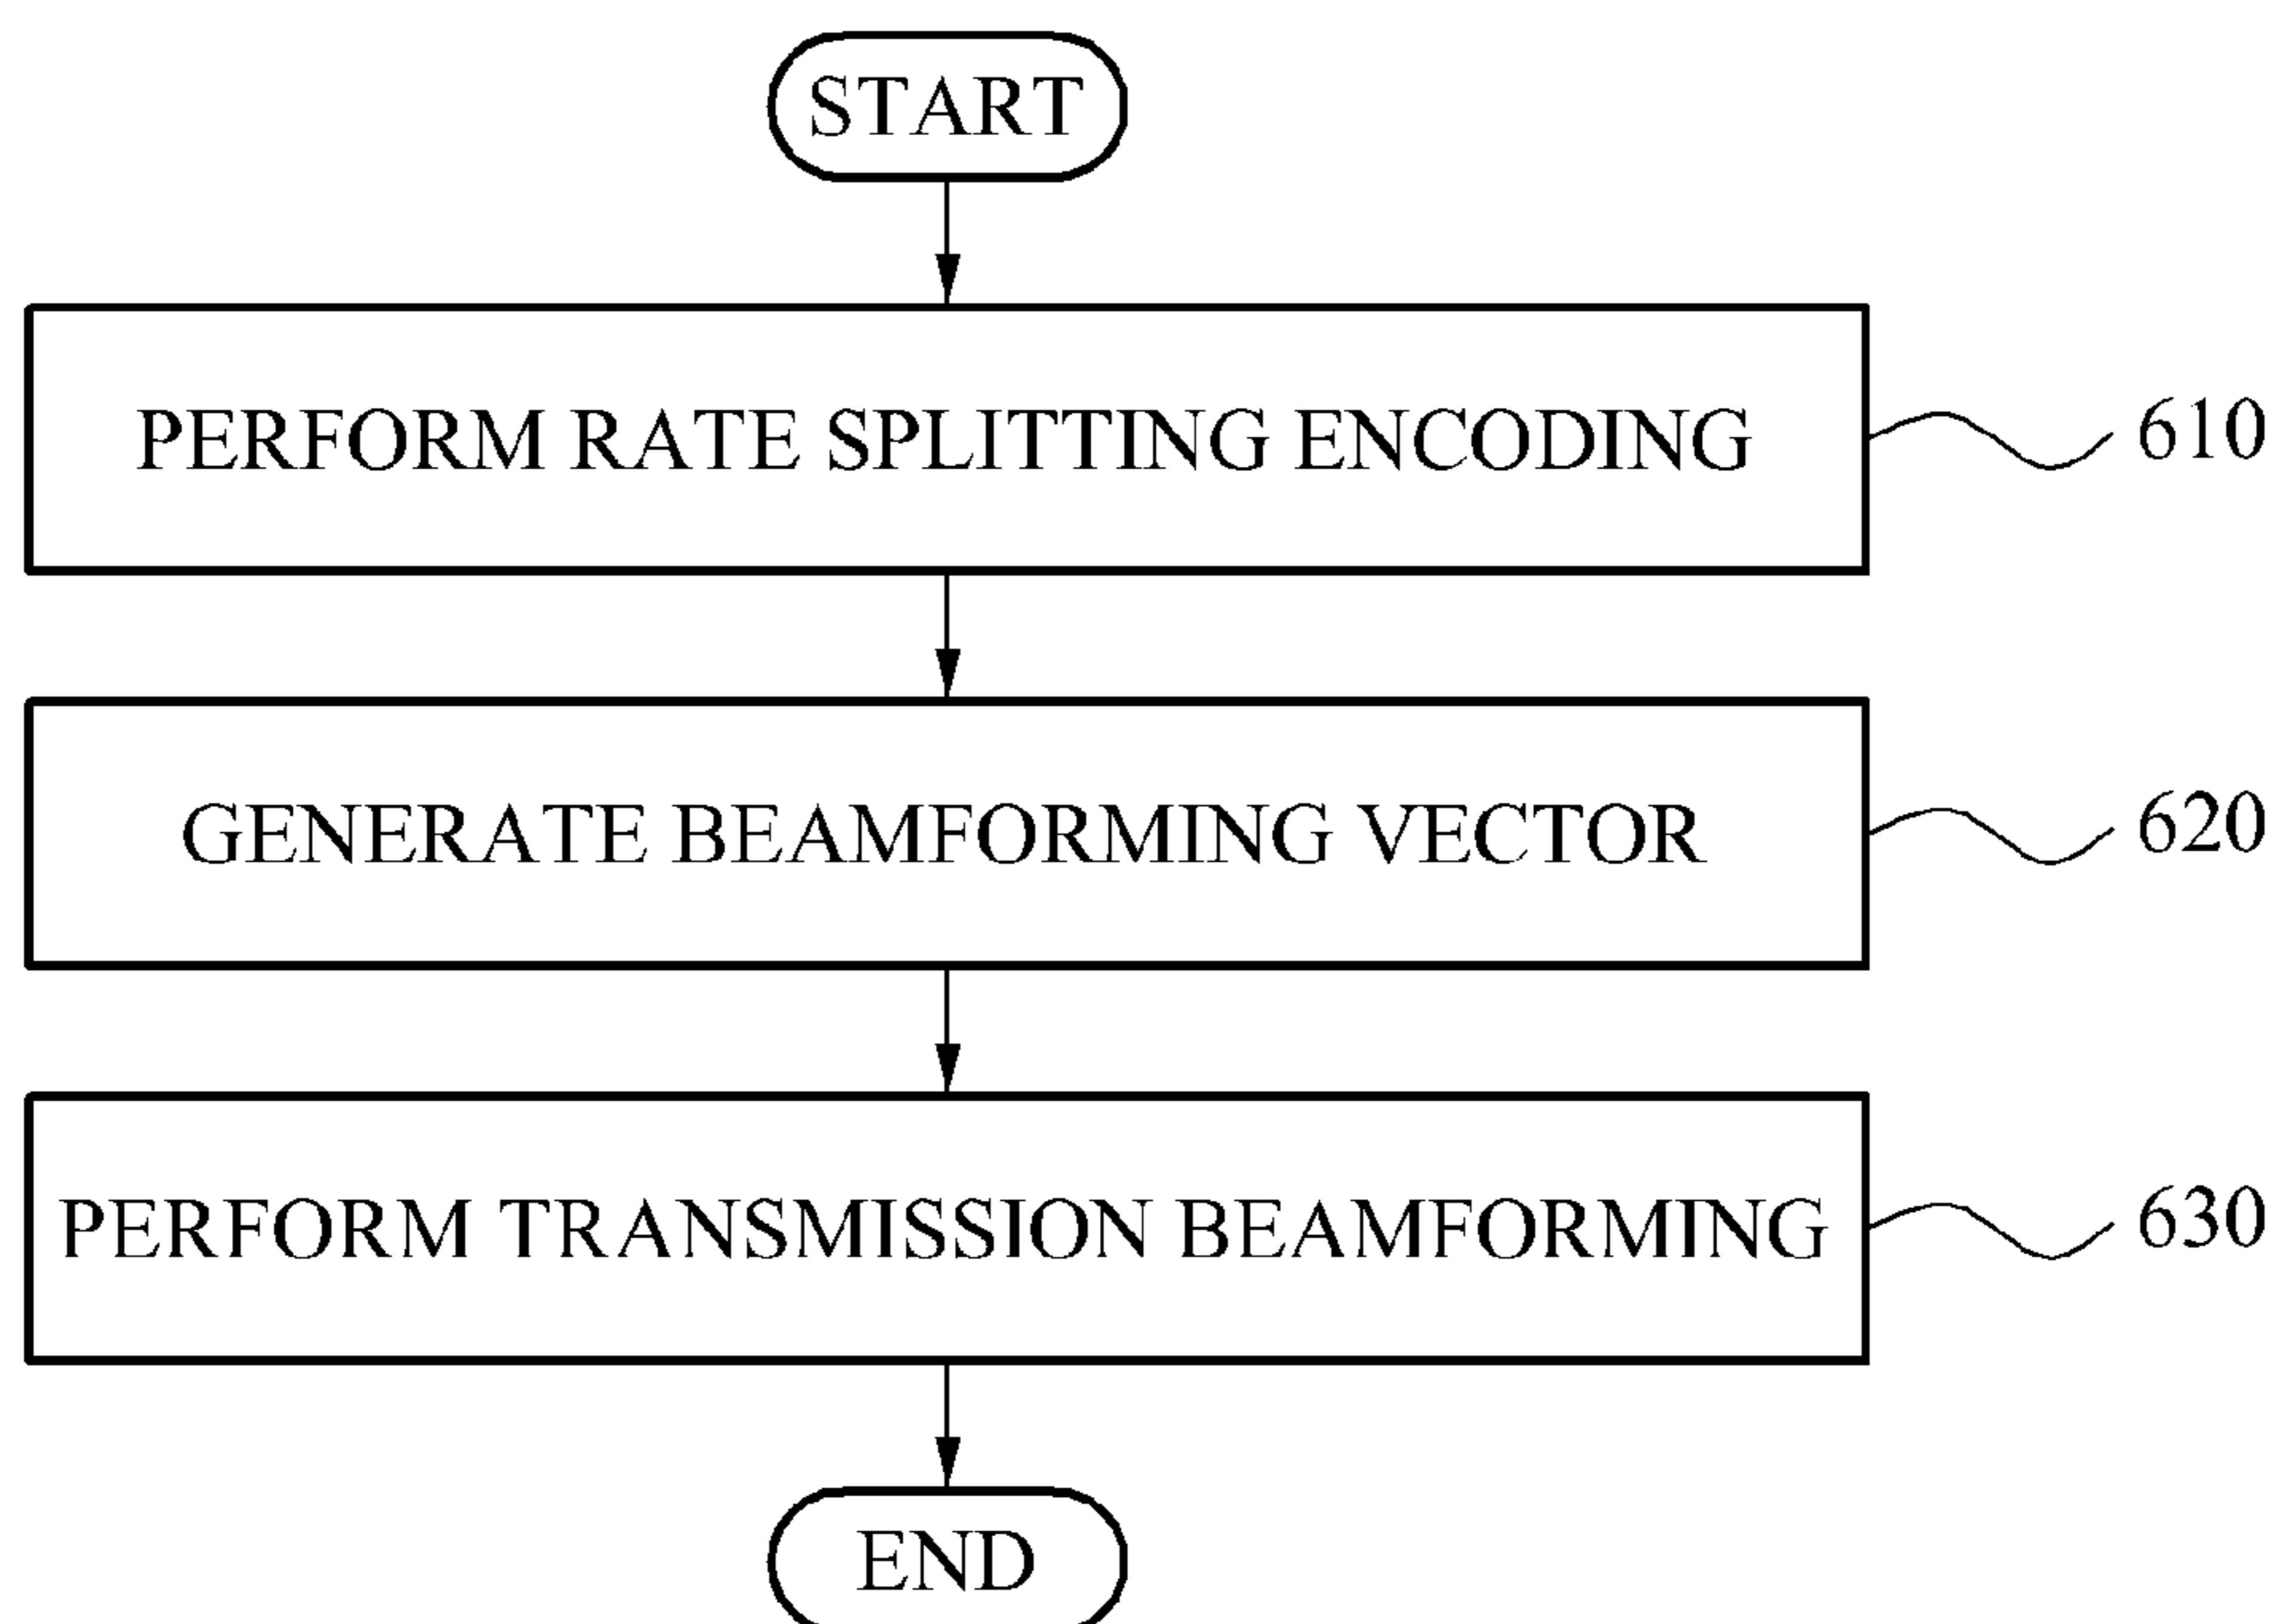 START
PERFORM RATE SPLITTING ENCODING
610
GENERATE BEAMFORMING VECTOR
620
PERFORM TRANSMISSION BEAMFORMING
630
END